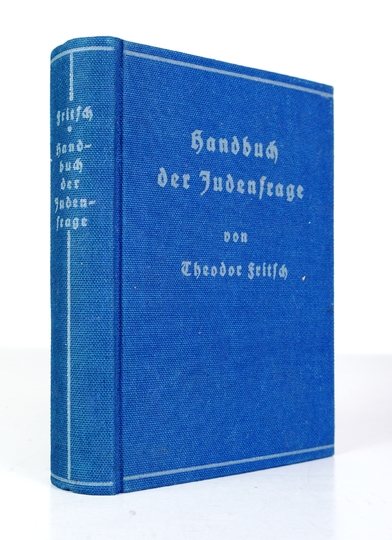 Fritsch
Hand-
buch
der
Juden-
frage
Handbuch
der Judenfrage
von
Theodor Fritsch